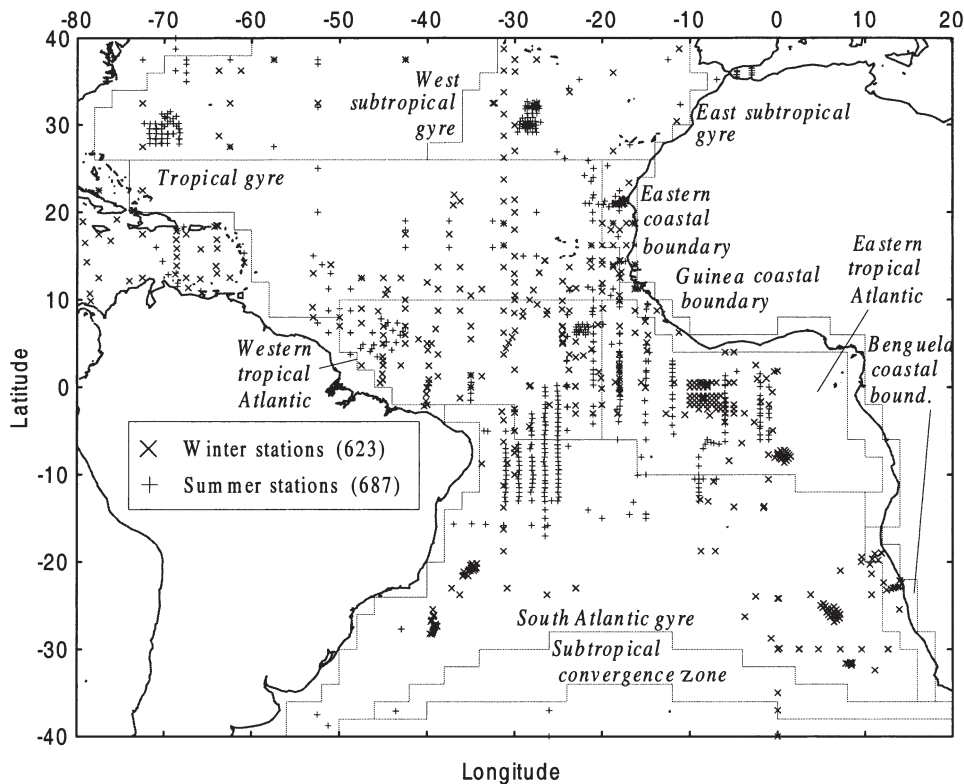 -80 -70 -60 -50 -40 -30 -20 -10 0 10 20
40
30
20
10
0
-10
-20
-30
-40
Latitude
Longitude
West
subtropical
gyre
East subtropical
gyre
Tropical gyre
Eastern
coastal
boundary
Guinea coastal
boundary
Eastern
tropical
Atlantic
Western
tropical
Atlantic
Benguela
coastal
bound.
Winter stations (623)
Summer stations (687)
South Atlantic gyre
Subtropical
convergence zone